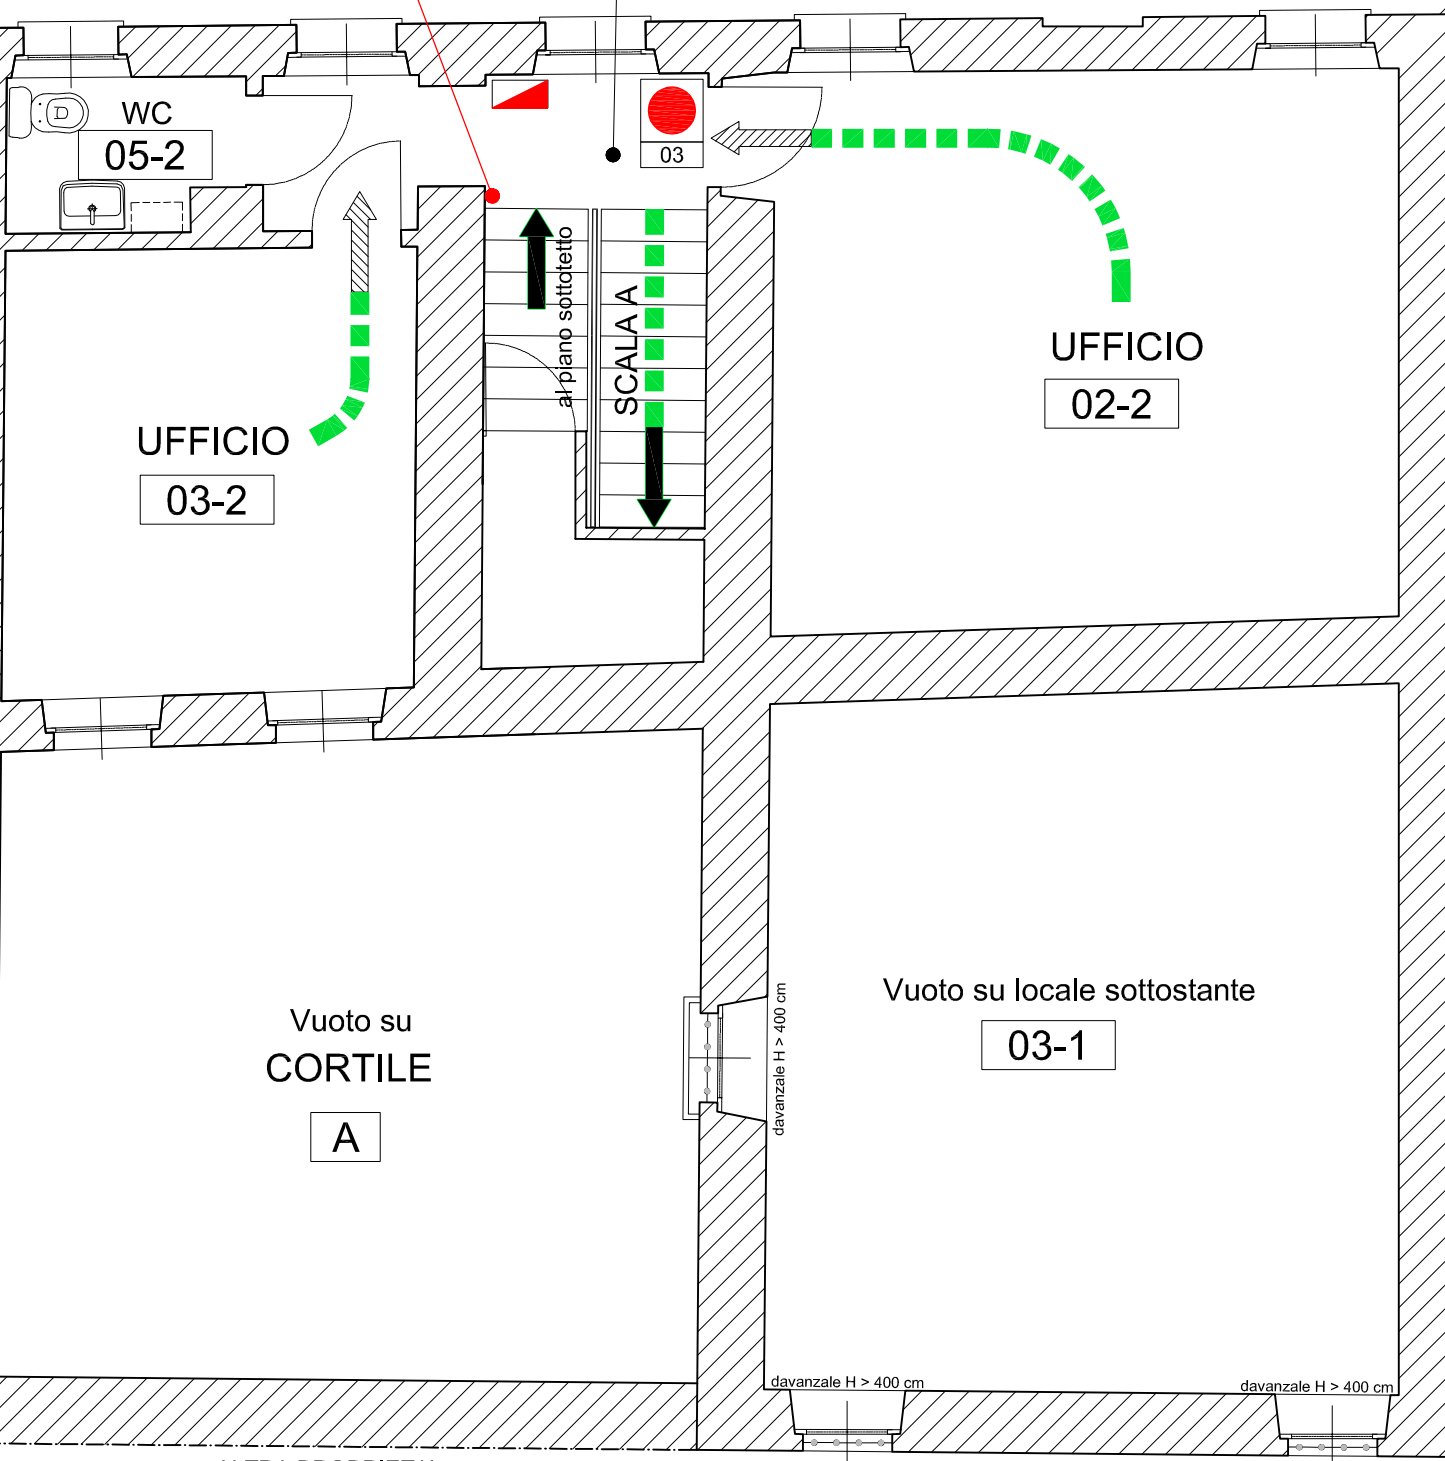 WC
05-2
03
al piano sottotetto
SCALA A
UFFICIO
02-2
UFFICIO
03-2
Vuoto su locale sottostante
03-1
Vuoto su
CORTILE
A
davanzale H > 400 cm
davanzale H > 400 cm
davanzale H > 400 cm